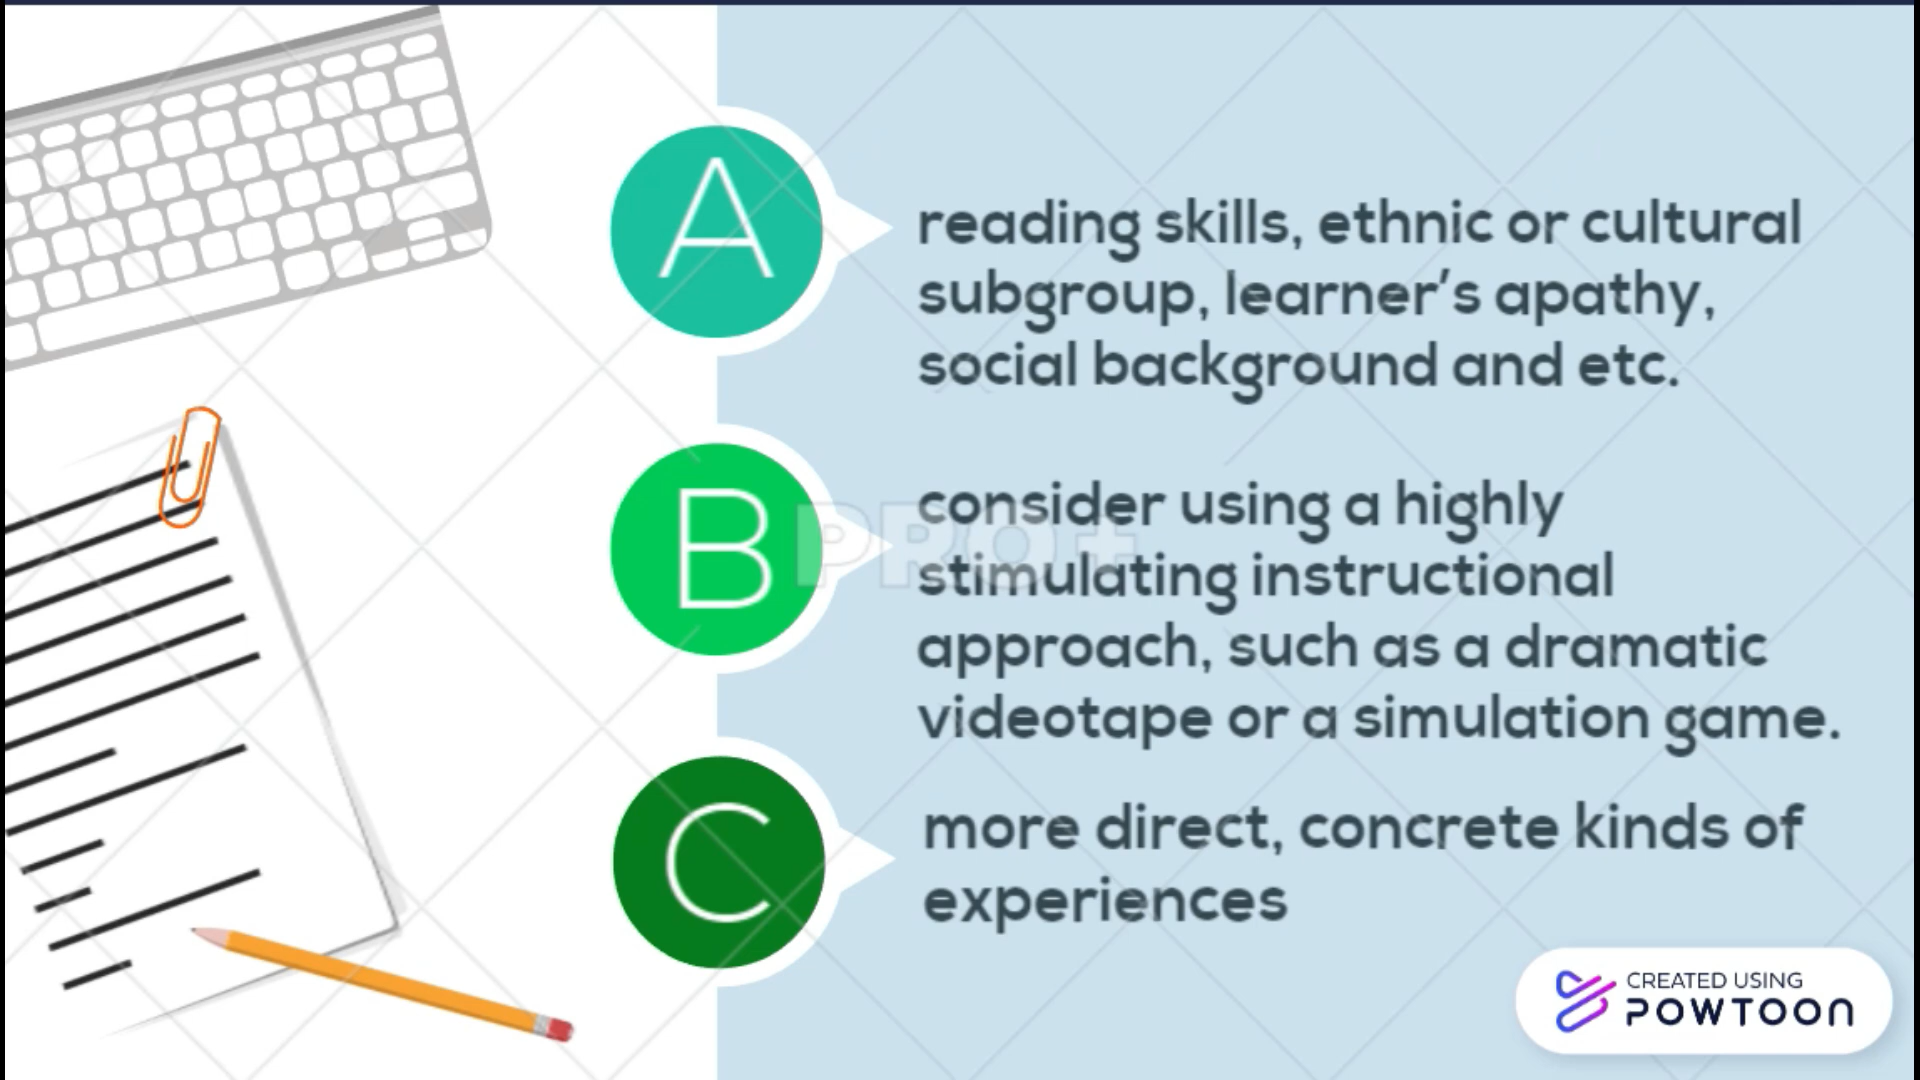 A
reading skills, ethnic or cultural
subgroup, learner's apathy,
social background and etc.
B
consider using a highly
stimulating instructional
approach, such as a dramatic
videotape or a simulation game.
PRO+
C
more direct, concrete kinds of
experiences
CREATED USING
POWTOON